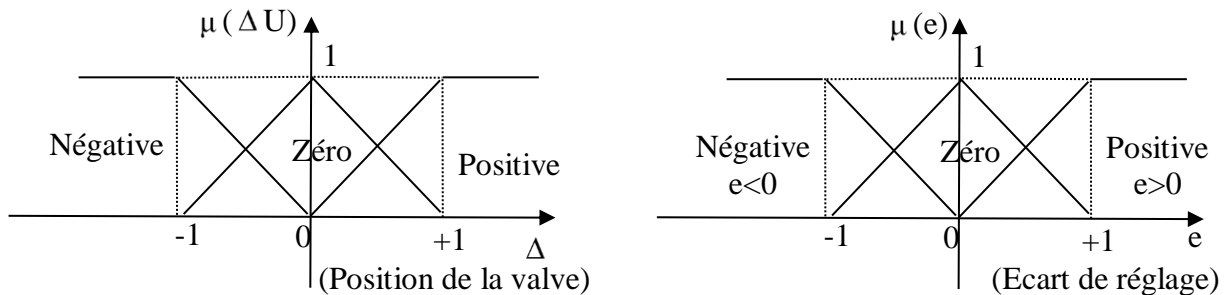 μ ( Δ U)
1
Négative
Zéro
Positive
-1
0
+1
Δ
(Position de la valve)
μ (e)
1
Négative
e<0
Zéro
Positive
e>0
-1
0
+1
e
(Ecart de réglage)